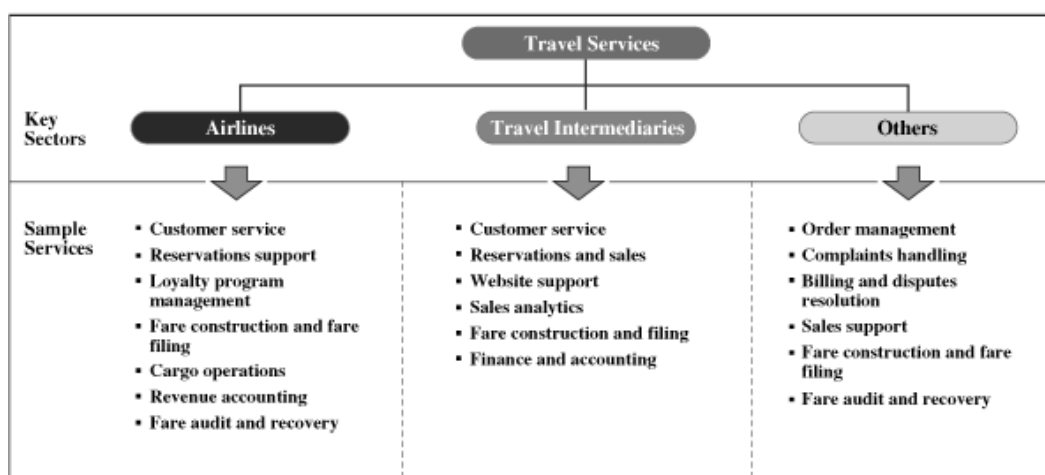 Travel Services
Key
Sectors
Airlines
Travel Intermediaries
Others
Sample
Services
▪ Customer service
▪ Reservations support
▪ Loyalty program
management
▪ Fare construction and fare
filing
▪ Cargo operations
▪ Revenue accounting
▪ Fare audit and recovery
▪ Customer service
▪ Reservations and sales
▪ Website support
▪ Sales analytics
▪ Fare construction and filing
▪ Finance and accounting
▪ Order management
▪ Complaints handling
▪ Billing and disputes
resolution
▪ Sales support
▪ Fare construction and fare
filing
▪ Fare audit and recovery